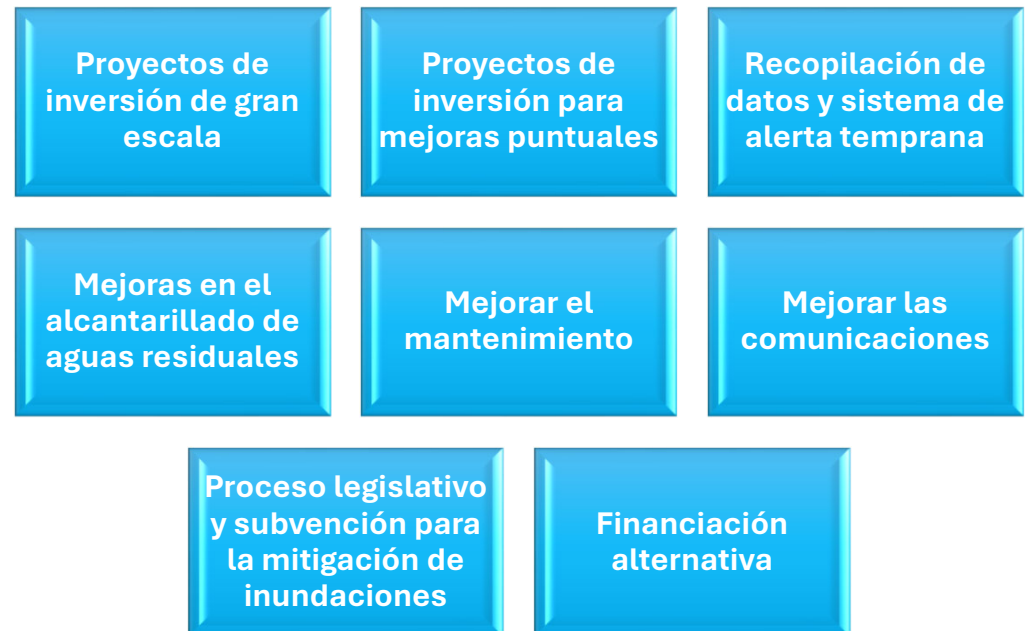 Proyectos de
inversión de gran
escala
Proyectos de
inversión para
mejoras puntuales
Recopilación de
datos y sistema de
alerta temprana
Mejoras en el
alcantarillado de
aguas residuales
Mejorar el
mantenimiento
Mejorar las
comunicaciones
Proceso legislativo
y subvención para
la mitigación de
inundaciones
Financiación
alternativa